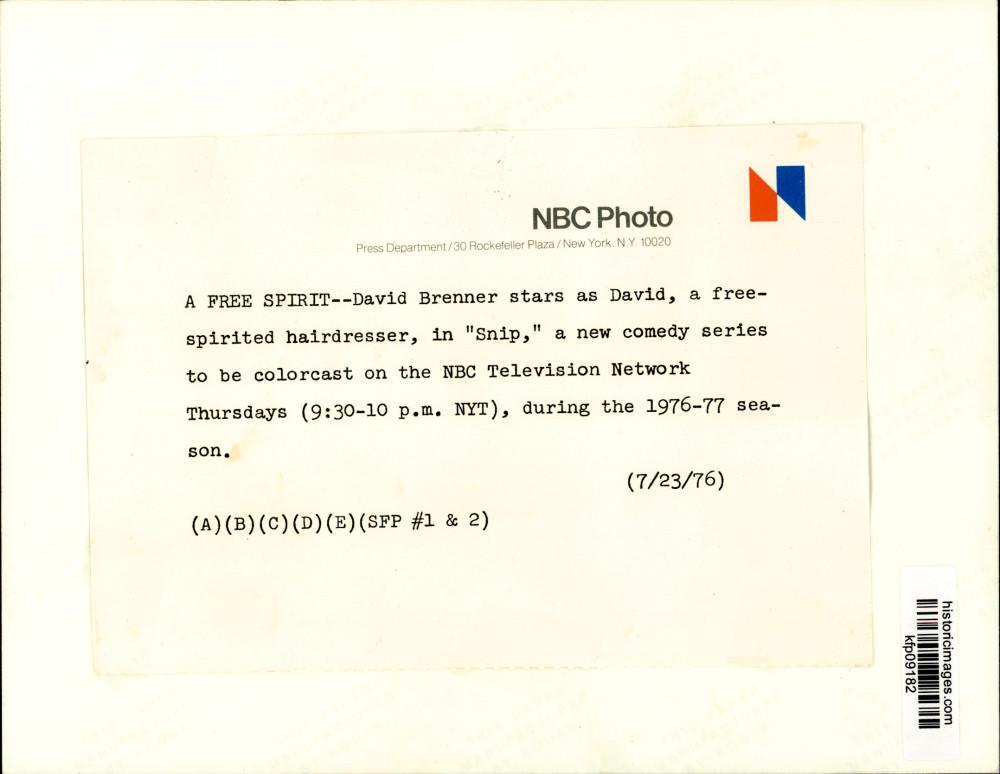 NBC Photo
Press Department/30 Rockefeller Plaza/New York. N.Y. 10020
A FREE SPIRIT--David Brenner stars as David, a free-
spirited hairdresser, in "Snip," a new comedy series
to be colorcast on the NBC Television Network
Thursdays (9:30-10 p.m. NYT), during the 1976-77 sea-
son.
(7/23/76)
(A)(B)(C)(D)(E)(SFP #1 & 2)
historicimages.com
kfp09182